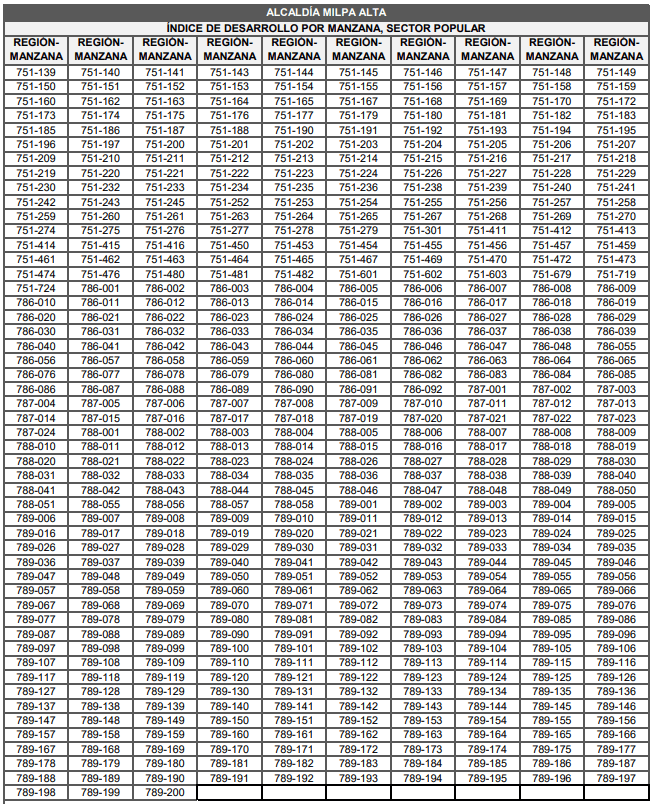 ALCALDÍA MILPA ALTA
ÍNDICE DE DESARROLLO POR MANZANA, SECTOR POPULAR
REGIÓN- REGIÓN- REGIÓN- REGIÓN- REGIÓN- REGIÓN- REGIÓN- REGIÓN- REGIÓN- REGIÓN-
MANZANA MANZANA MANZANA MANZANA MANZANA MANZANA MANZANA MANZANA MANZANA MANZANA
751-139 751-140 751-141 751-143 751-144 751-145 751-146 751-147 751-148 751-149
751-150 751-151 751-152 751-153 751-154 751-155 751-156 751-157 751-158 751-159
751-160 751-162 751-163 751-164 751-165 751-167 751-168 751-169 751-170 751-172
751-173 751-174 751-175 751-176 751-177 751-179 751-180 751-181 751-182 751-183
751-185 751-186 751-187 751-188 751-190 751-191 751-192 751-193 751-194 751-195
751-196 751-197 751-200 751-201 751-202 751-203 751-204 751-205 751-206 751-207
751-209 751-210 751-211 751-212 751-213 751-214 751-215 751-216 751-217 751-218
751-219 751-220 751-221 751-222 751-223 751-224 751-226 751-227 751-228 751-229
751-230 751-232 751-233 751-234 751-235 751-236 751-238 751-239 751-240 751-241
751-242 751-243 751-245 751-252 751-253 751-254 751-255 751-256 751-257 751-258
751-259 751-260 751-261 751-263 751-264 751-265 751-267 751-268 751-269 751-270
751-274 751-275 751-276 751-277 751-278 751-279 751-301 751-411 751-412 751-413
751-414 751-415 751-416 751-450 751-453 751-454 751-455 751-456 751-457 751-459
751-461 751-462 751-463 751-464 751-465 751-467 751-469 751-470 751-472 751-473
751-474 751-476 751-480 751-481 751-482 751-601 751-602 751-603 751-679 751-719
751-724 786-001 786-002 786-003 786-004 786-005 786-006 786-007 786-008 786-009
786-010 786-011 786-012 786-013 786-014 786-015 786-016 786-017 786-018 786-019
786-020 786-021 786-022 786-023 786-024 786-025 786-026 786-027 786-028 786-029
786-030 786-031 786-032 786-033 786-034 786-035 786-036 786-037 786-038 786-039
786-040 786-041 786-042 786-043 786-044 786-045 786-046 786-047 786-048 786-055
786-056 786-057 786-058 786-059 786-060 786-061 786-062 786-063 786-064 786-065
786-076 786-077 786-078 786-079 786-080 786-081 786-082 786-083 786-084 786-085
786-086 786-087 786-088 786-089 786-090 786-091 786-092 787-001 787-002 787-003
787-004 787-005 787-006 787-007 787-008 787-009 787-010 787-011 787-012 787-013
787-014 787-015 787-016 787-017 787-018 787-019 787-020 787-021 787-022 787-023
787-024 788-001 788-002 788-003 788-004 788-005 788-006 788-007 788-008 788-009
788-010 788-011 788-012 788-013 788-014 788-015 788-016 788-017 788-018 788-019
788-020 788-021 788-022 788-023 788-024 788-026 788-027 788-028 788-029 788-030
788-031 788-032 788-033 788-034 788-035 788-036 788-037 788-038 788-039 788-040
788-041 788-042 788-043 788-044 788-045 788-046 788-047 788-048 788-049 788-050
788-051 788-055 788-056 788-057 788-058 789-001 789-002 789-003 789-004 789-005
789-006 789-007 789-008 789-009 789-010 789-011 789-012 789-013 789-014 789-015
789-016 789-017 789-018 789-019 789-020 789-021 789-022 789-023 789-024 789-025
789-026 789-027 789-028 789-029 789-030 789-031 789-032 789-033 789-034 789-035
789-036 789-037 789-039 789-040 789-041 789-042 789-043 789-044 789-045 789-046
789-047 789-048 789-049 789-050 789-051 789-052 789-053 789-054 789-055 789-056
789-057 789-058 789-059 789-060 789-061 789-062 789-063 789-064 789-065 789-066
789-067 789-068 789-069 789-070 789-071 789-072 789-073 789-074 789-075 789-076
789-077 789-078 789-079 789-080 789-081 789-082 789-083 789-084 789-085 789-086
789-087 789-088 789-089 789-090 789-091 789-092 789-093 789-094 789-095 789-096
789-097 789-098 789-099 789-100 789-101 789-102 789-103 789-104 789-105 789-106
789-107 789-108 789-109 789-110 789-111 789-112 789-113 789-114 789-115 789-116
789-117 789-118 789-119 789-120 789-121 789-122 789-123 789-124 789-125 789-126
789-127 789-128 789-129 789-130 789-131 789-132 789-133 789-134 789-135 789-136
789-137 789-138 789-139 789-140 789-141 789-142 789-143 789-144 789-145 789-146
789-147 789-148 789-149 789-150 789-151 789-152 789-153 789-154 789-155 789-156
789-157 789-158 789-159 789-160 789-161 789-162 789-163 789-164 789-165 789-166
789-167 789-168 789-169 789-170 789-171 789-172 789-173 789-174 789-175 789-177
789-178 789-179 789-180 789-181 789-182 789-183 789-184 789-185 789-186 789-187
789-188 789-189 789-190 789-191 789-192 789-193 789-194 789-195 789-196 789-197
789-198 789-199 789-200